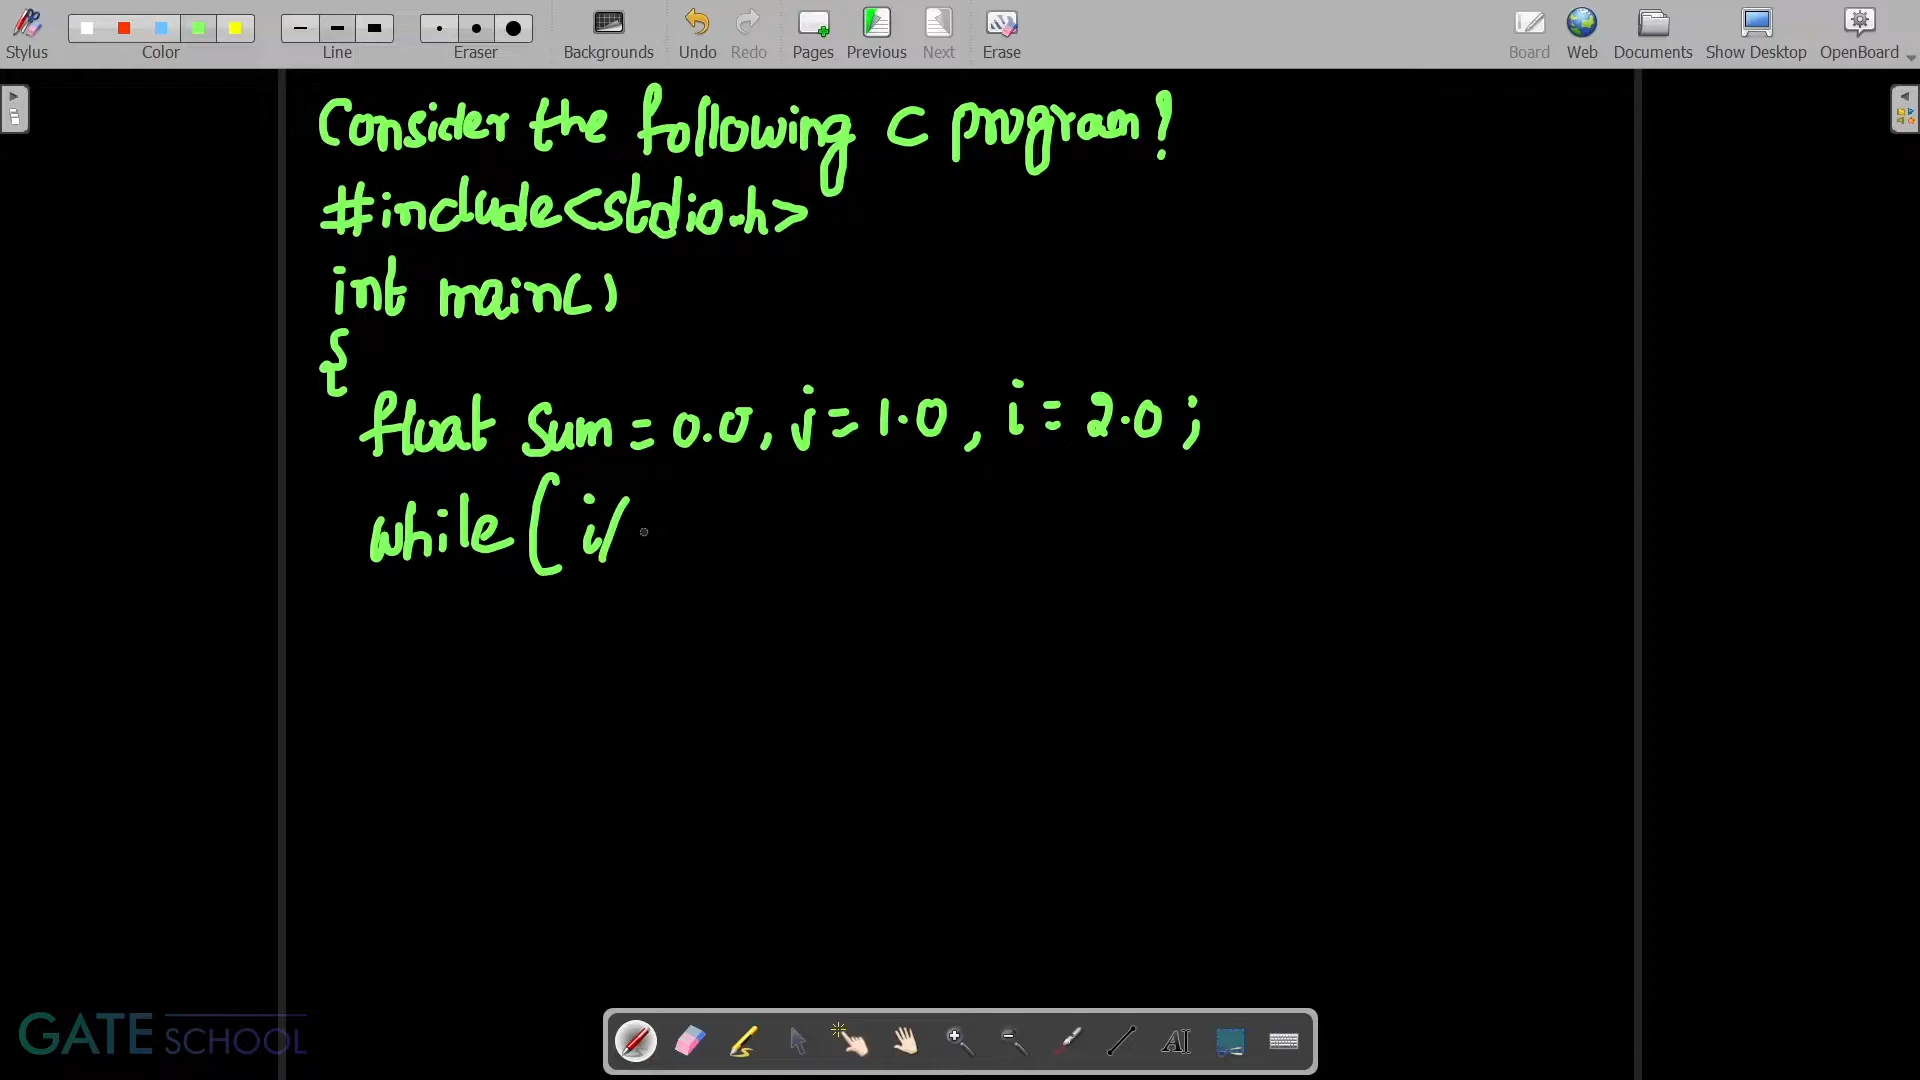 Stylus Color Line Eraser Backgrounds Undo Redo Pages Previous Next Erase Board Web Documents Show Desktop OpenBoard
Consider the following C program?
#include<stdio.h>
int main()
{
float sum = 0.0, j = 1.0, i = 2.0;
while ( i/
GATE SCHOOL
AI